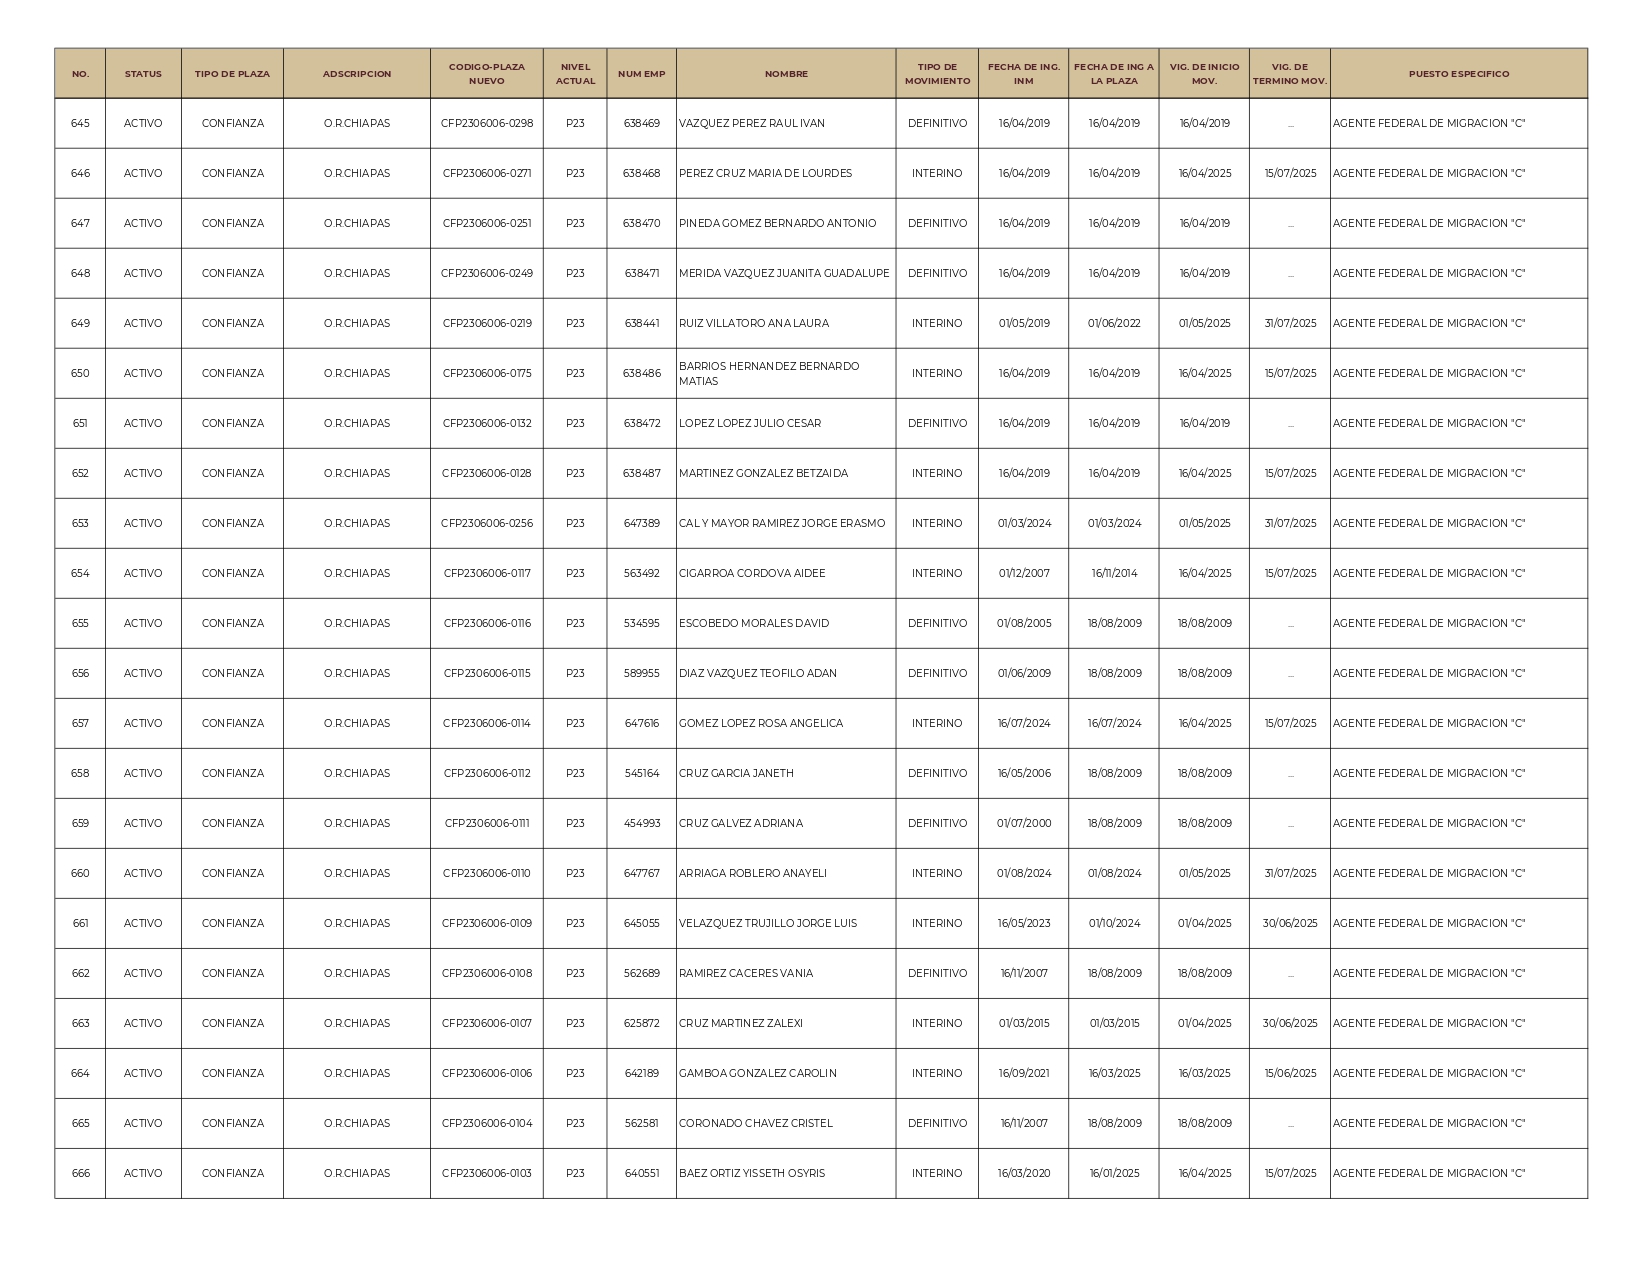 NO. STATUS TIPO DE PLAZA ADSCRIPCION CODIGO-PLAZA NUEVO NIVEL ACTUAL NUM EMP NOMBRE TIPO DE MOVIMIENTO FECHA DE ING. INM FECHA DE ING A LA PLAZA VIG. DE INICIO MOV. VIG. DE TERMINO MOV. PUESTO ESPECIFICO
645 ACTIVO CONFIANZA O.R.CHIAPAS CFP2306006-0298 P23 638469 VAZQUEZ PEREZ RAUL IVAN DEFINITIVO 16/04/2019 16/04/2019 16/04/2019 ... AGENTE FEDERAL DE MIGRACION "C"
646 ACTIVO CONFIANZA O.R.CHIAPAS CFP2306006-0271 P23 638468 PEREZ CRUZ MARIA DE LOURDES INTERINO 16/04/2019 16/04/2019 16/04/2025 15/07/2025 AGENTE FEDERAL DE MIGRACION "C"
647 ACTIVO CONFIANZA O.R.CHIAPAS CFP2306006-0251 P23 638470 PINEDA GOMEZ BERNARDO ANTONIO DEFINITIVO 16/04/2019 16/04/2019 16/04/2019 ... AGENTE FEDERAL DE MIGRACION "C"
648 ACTIVO CONFIANZA O.R.CHIAPAS CFP2306006-0249 P23 638471 MERIDA VAZQUEZ JUANITA GUADALUPE DEFINITIVO 16/04/2019 16/04/2019 16/04/2019 ... AGENTE FEDERAL DE MIGRACION "C"
649 ACTIVO CONFIANZA O.R.CHIAPAS CFP2306006-0219 P23 638441 RUIZ VILLATORO ANA LAURA INTERINO 01/05/2019 01/06/2022 01/05/2025 31/07/2025 AGENTE FEDERAL DE MIGRACION "C"
650 ACTIVO CONFIANZA O.R.CHIAPAS CFP2306006-0175 P23 638486 BARRIOS HERNANDEZ BERNARDO MATIAS INTERINO 16/04/2019 16/04/2019 16/04/2025 15/07/2025 AGENTE FEDERAL DE MIGRACION "C"
651 ACTIVO CONFIANZA O.R.CHIAPAS CFP2306006-0132 P23 638472 LOPEZ LOPEZ JULIO CESAR DEFINITIVO 16/04/2019 16/04/2019 16/04/2019 ... AGENTE FEDERAL DE MIGRACION "C"
652 ACTIVO CONFIANZA O.R.CHIAPAS CFP2306006-0128 P23 638487 MARTINEZ GONZALEZ BETZAIDA INTERINO 16/04/2019 16/04/2019 16/04/2025 15/07/2025 AGENTE FEDERAL DE MIGRACION "C"
653 ACTIVO CONFIANZA O.R.CHIAPAS CFP2306006-0256 P23 647389 CAL Y MAYOR RAMIREZ JORGE ERASMO INTERINO 01/03/2024 01/03/2024 01/05/2025 31/07/2025 AGENTE FEDERAL DE MIGRACION "C"
654 ACTIVO CONFIANZA O.R.CHIAPAS CFP2306006-0117 P23 563492 CIGARROA CORDOVA AIDEE INTERINO 01/12/2007 16/11/2014 16/04/2025 15/07/2025 AGENTE FEDERAL DE MIGRACION "C"
655 ACTIVO CONFIANZA O.R.CHIAPAS CFP2306006-0116 P23 534595 ESCOBEDO MORALES DAVID DEFINITIVO 01/08/2005 18/08/2009 18/08/2009 ... AGENTE FEDERAL DE MIGRACION "C"
656 ACTIVO CONFIANZA O.R.CHIAPAS CFP2306006-0115 P23 589955 DIAZ VAZQUEZ TEOFILO ADAN DEFINITIVO 01/06/2009 18/08/2009 18/08/2009 ... AGENTE FEDERAL DE MIGRACION "C"
657 ACTIVO CONFIANZA O.R.CHIAPAS CFP2306006-0114 P23 647616 GOMEZ LOPEZ ROSA ANGELICA INTERINO 16/07/2024 16/07/2024 16/04/2025 15/07/2025 AGENTE FEDERAL DE MIGRACION "C"
658 ACTIVO CONFIANZA O.R.CHIAPAS CFP2306006-0112 P23 545164 CRUZ GARCIA JANETH DEFINITIVO 16/05/2006 18/08/2009 18/08/2009 ... AGENTE FEDERAL DE MIGRACION "C"
659 ACTIVO CONFIANZA O.R.CHIAPAS CFP2306006-0111 P23 454993 CRUZ GALVEZ ADRIANA DEFINITIVO 01/07/2000 18/08/2009 18/08/2009 ... AGENTE FEDERAL DE MIGRACION "C"
660 ACTIVO CONFIANZA O.R.CHIAPAS CFP2306006-0110 P23 647767 ARRIAGA ROBLERO ANAYELI INTERINO 01/08/2024 01/08/2024 01/05/2025 31/07/2025 AGENTE FEDERAL DE MIGRACION "C"
661 ACTIVO CONFIANZA O.R.CHIAPAS CFP2306006-0109 P23 645055 VELAZQUEZ TRUJILLO JORGE LUIS INTERINO 16/05/2023 01/10/2024 01/04/2025 30/06/2025 AGENTE FEDERAL DE MIGRACION "C"
662 ACTIVO CONFIANZA O.R.CHIAPAS CFP2306006-0108 P23 562689 RAMIREZ CACERES VANIA DEFINITIVO 16/11/2007 18/08/2009 18/08/2009 ... AGENTE FEDERAL DE MIGRACION "C"
663 ACTIVO CONFIANZA O.R.CHIAPAS CFP2306006-0107 P23 625872 CRUZ MARTINEZ ZALEXI INTERINO 01/03/2015 01/03/2015 01/04/2025 30/06/2025 AGENTE FEDERAL DE MIGRACION "C"
664 ACTIVO CONFIANZA O.R.CHIAPAS CFP2306006-0106 P23 642189 GAMBOA GONZALEZ CAROLIN INTERINO 16/09/2021 16/03/2025 16/03/2025 15/06/2025 AGENTE FEDERAL DE MIGRACION "C"
665 ACTIVO CONFIANZA O.R.CHIAPAS CFP2306006-0104 P23 562581 CORONADO CHAVEZ CRISTEL DEFINITIVO 16/11/2007 18/08/2009 18/08/2009 ... AGENTE FEDERAL DE MIGRACION "C"
666 ACTIVO CONFIANZA O.R.CHIAPAS CFP2306006-0103 P23 640551 BAEZ ORTIZ YISSETH OSYRIS INTERINO 16/03/2020 16/01/2025 16/04/2025 15/07/2025 AGENTE FEDERAL DE MIGRACION "C"